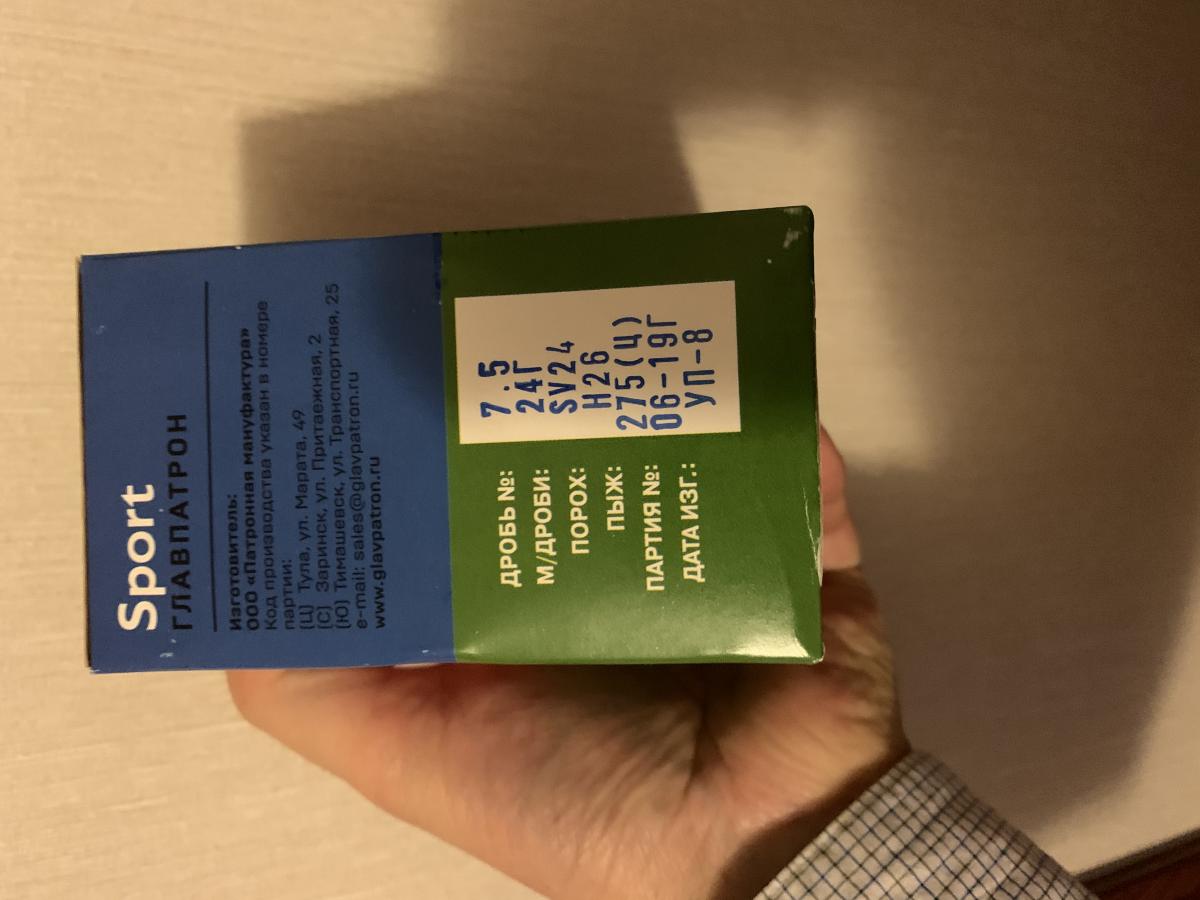 Sport
ГЛАВПАТРОН
Изготовитель:
ООО «Патронная мануфактура»
Код производства указан в номере
партии:
(Ц) Тула, ул. Марата, 49
(С) Заринск, ул. Притаежная, 2
(Ю) Тимашевск, ул. Транспортная, 25
e-mail: sales@glavpatron.ru
www.glavpatron.ru
ДРОБЬ №: 7.5
М/ДРОБИ: 24Г
ПОРОХ: SV24
ПЫЖ: Н26
ПАРТИЯ №: 275(Ц)
ДАТА ИЗГ.: 06-19Г
УП-8